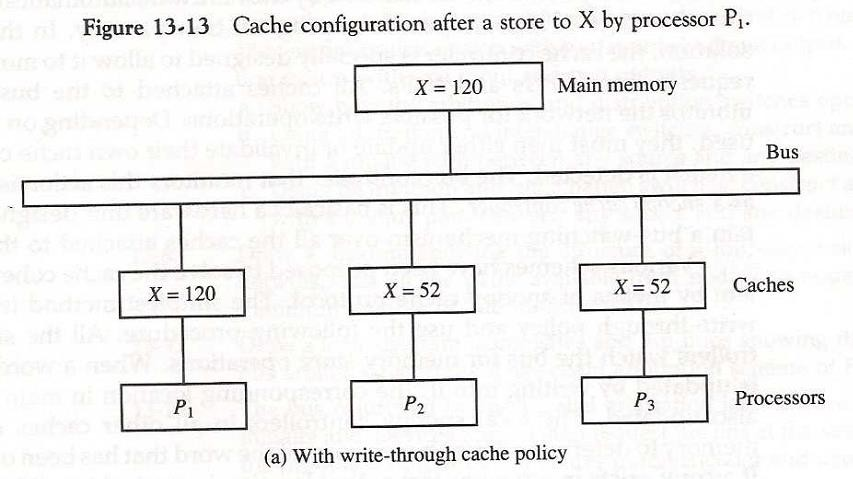 Figure 13-13 Cache configuration after a store to X by processor P₁.
X = 120 Main memory
Bus
X = 120 X = 52 X = 52 Caches
P₁ P₂ P₃ Processors
(a) With write-through cache policy